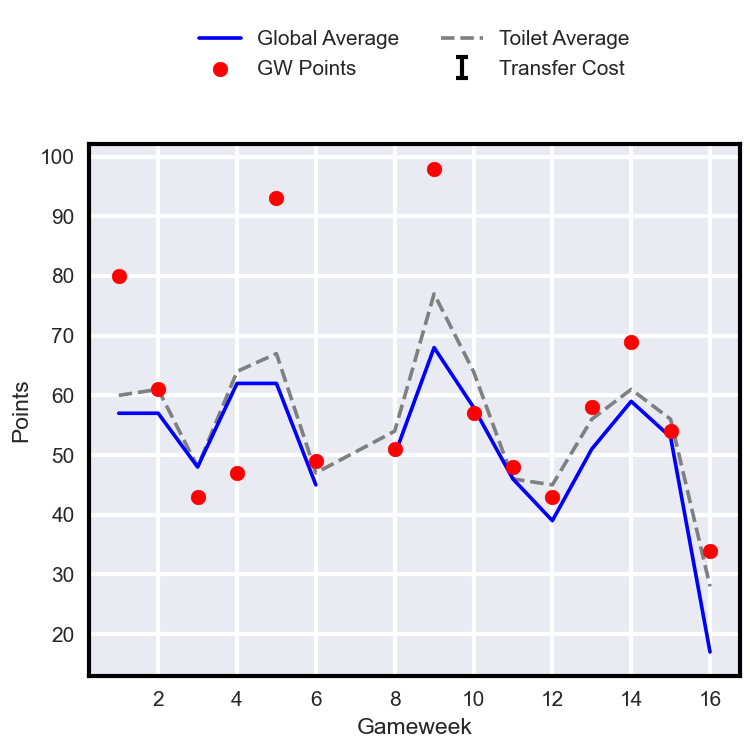 Global Average
Toilet Average
GW Points
Transfer Cost
100
90
80
70
60
50
40
30
20
Points
2 4 6 8 10 12 14 16
Gameweek